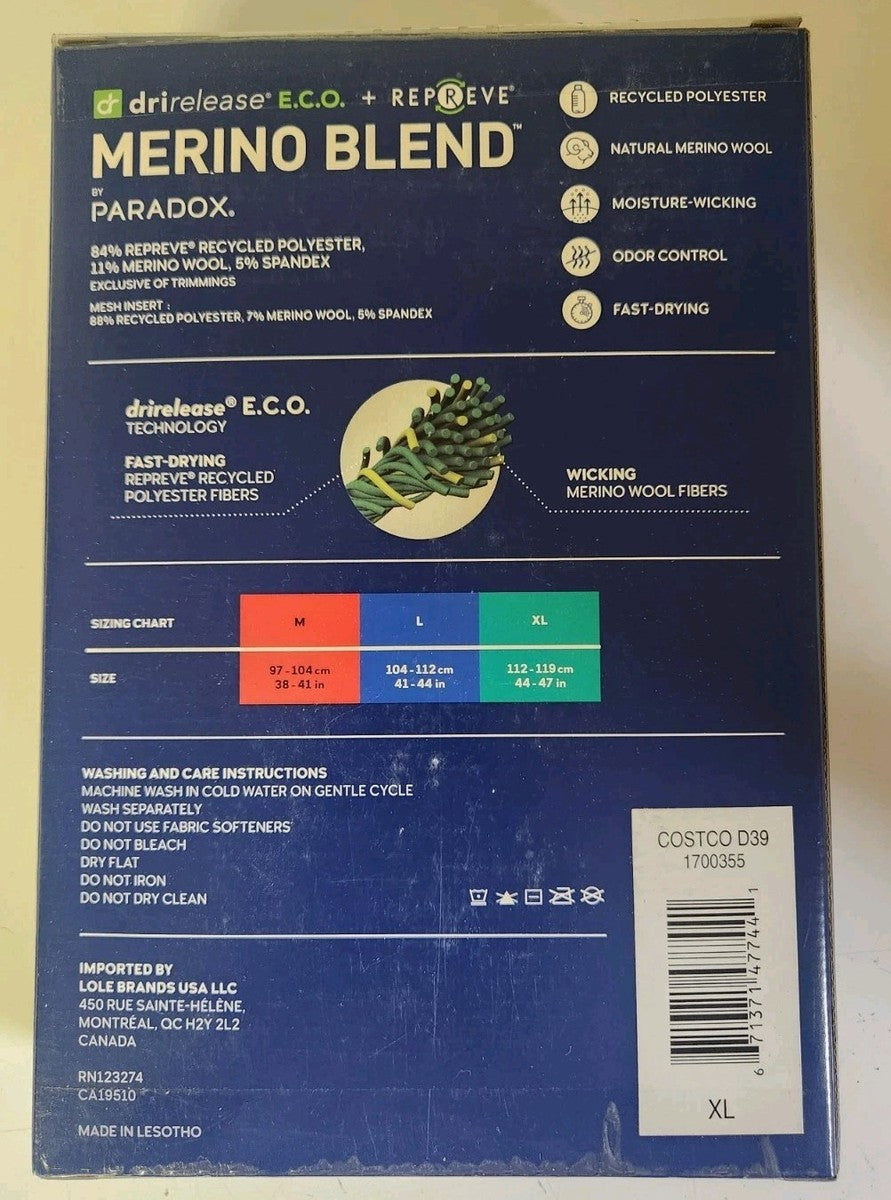 dr drirelease® E.C.O. + REPREVE®
MERINO BLEND™
BY
PARADOX®
84% REPREVE® RECYCLED POLYESTER,
11% MERINO WOOL, 5% SPANDEX
EXCLUSIVE OF TRIMMINGS
MESH INSERT :
88% RECYCLED POLYESTER, 7% MERINO WOOL, 5% SPANDEX
RECYCLED POLYESTER
NATURAL MERINO WOOL
MOISTURE-WICKING
ODOR CONTROL
FAST-DRYING
drirelease® E.C.O.
TECHNOLOGY
FAST-DRYING
REPREVE® RECYCLED
POLYESTER FIBERS
WICKING
MERINO WOOL FIBERS
SIZING CHART M L XL
SIZE 97-104 cm 104-112 cm 112-119 cm
38-41 in 41-44 in 44-47 in
WASHING AND CARE INSTRUCTIONS
MACHINE WASH IN COLD WATER ON GENTLE CYCLE
WASH SEPARATELY
DO NOT USE FABRIC SOFTENERS
DO NOT BLEACH
DRY FLAT
DO NOT IRON
DO NOT DRY CLEAN
IMPORTED BY
LOLE BRANDS USA LLC
450 RUE SAINTE-HÉLÈNE,
MONTRÉAL, QC H2Y 2L2
CANADA
RN123274
CA19510
MADE IN LESOTHO
COSTCO D39
1700355
6 71371 47744 1
XL